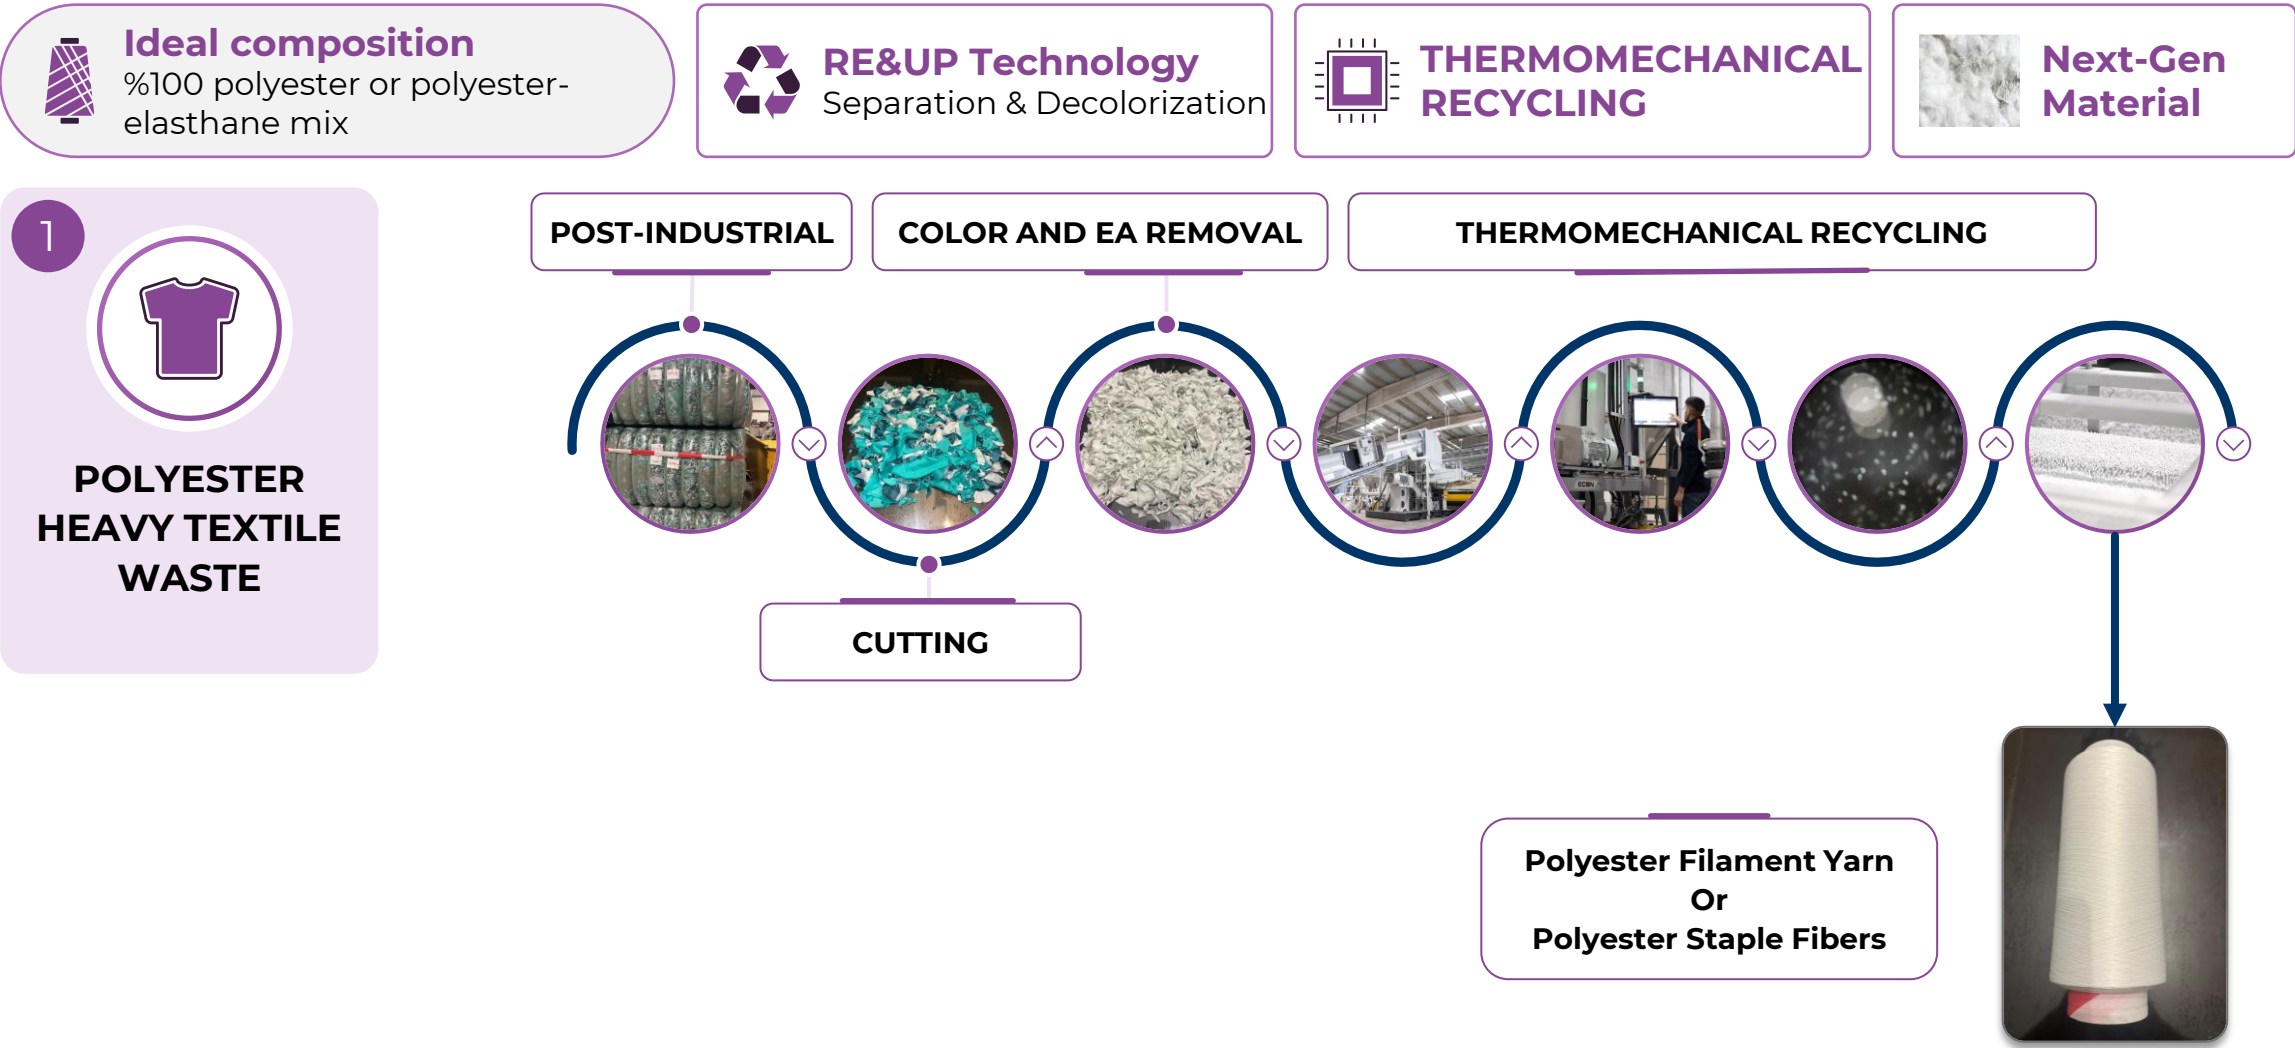 Ideal composition
%100 polyester or polyester-
elasthane mix
RE&UP Technology
Separation & Decolorization
THERMOMECHANICAL
RECYCLING
Next-Gen
Material
1
POLYESTER
HEAVY TEXTILE
WASTE
POST-INDUSTRIAL
COLOR AND EA REMOVAL
THERMOMECHANICAL RECYCLING
ECON
CUTTING
Polyester Filament Yarn
Or
Polyester Staple Fibers